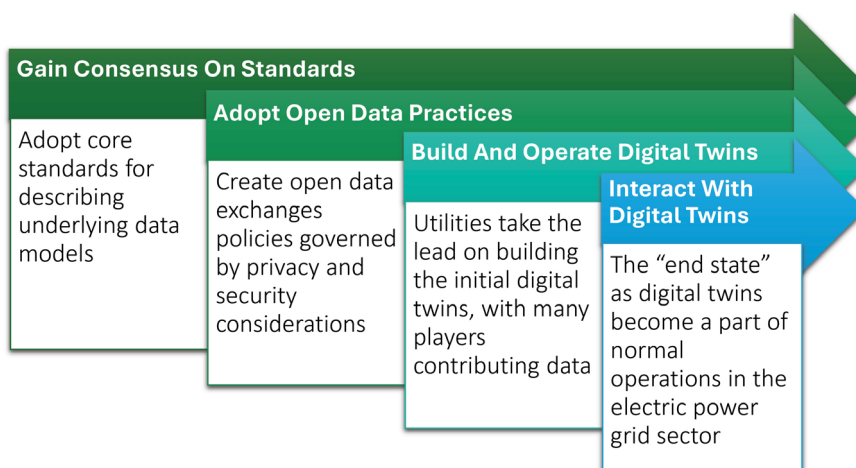 Gain Consensus On Standards
Adopt core
standards for
describing
underlying data
models
Adopt Open Data Practices
Create open data
exchanges
policies governed
by privacy and
security
considerations
Build And Operate Digital Twins
Utilities take the
lead on building
the initial digital
twins, with many
players
contributing data
Interact With
Digital Twins
The “end state”
as digital twins
become a part of
normal
operations in the
electric power
grid sector